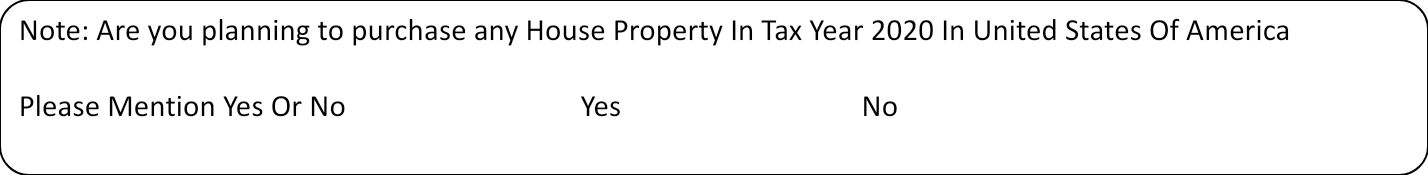 Note: Are you planning to purchase any House Property In Tax Year 2020 In United States Of America
Please Mention Yes Or No Yes No